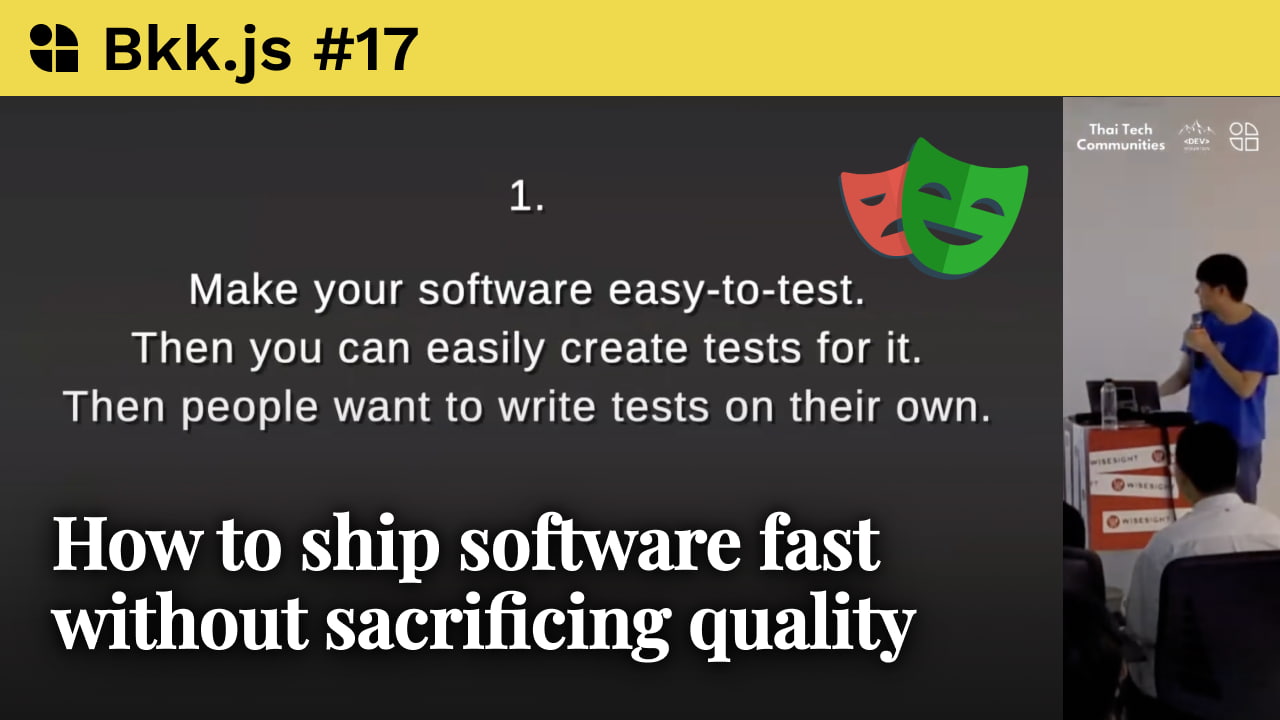 Bkk.js #17
Thai Tech
Communities
<DEV>
1.
Make your software easy-to-test.
Then you can easily create tests for it.
Then people want to write tests on their own.
How to ship software fast
without sacrificing quality
WISESIGHT
WISESIGHT
WISESIGHT